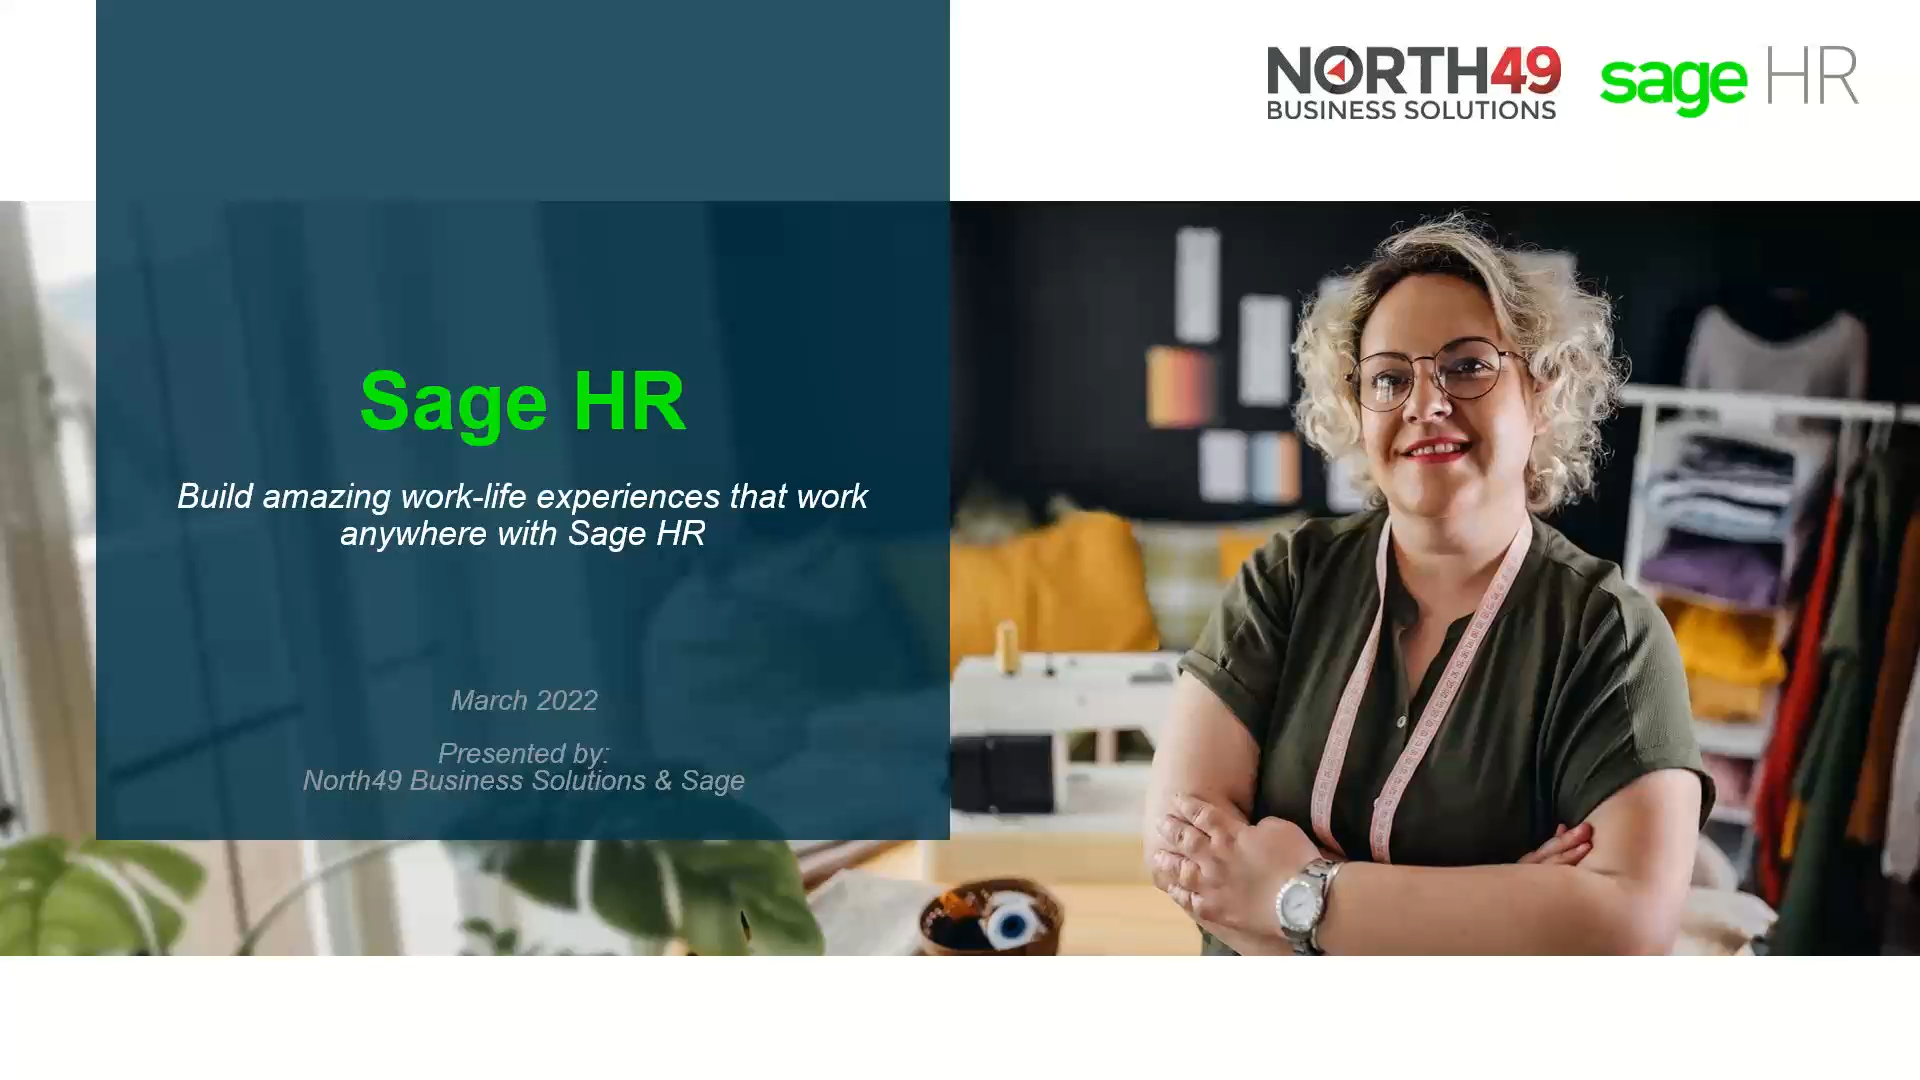 NORTH49
BUSINESS SOLUTIONS
sage HR
Sage HR
Build amazing work-life experiences that work
anywhere with Sage HR
March 2022
Presented by:
North49 Business Solutions & Sage